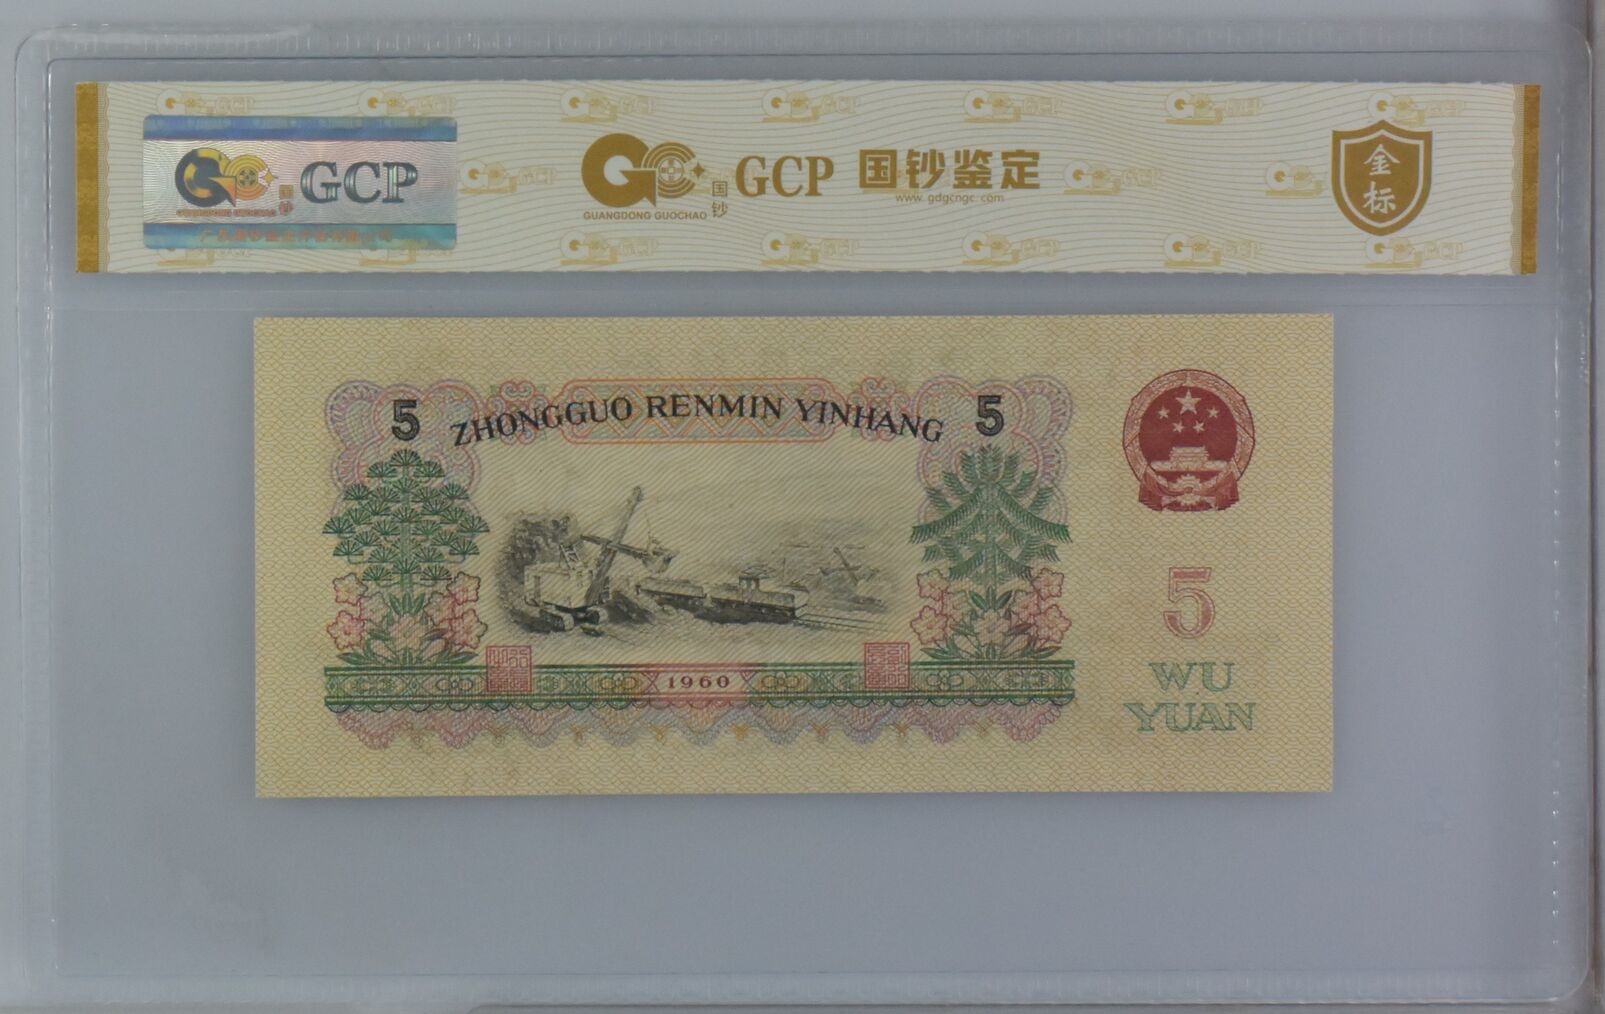 GCP
GUANGDONG GUOCHAO
国钞
GCP 国钞鉴定
www.gdgcngc.com
金标
5 ZHONGGUO RENMIN YINHANG 5
1960
5
WU
YUAN